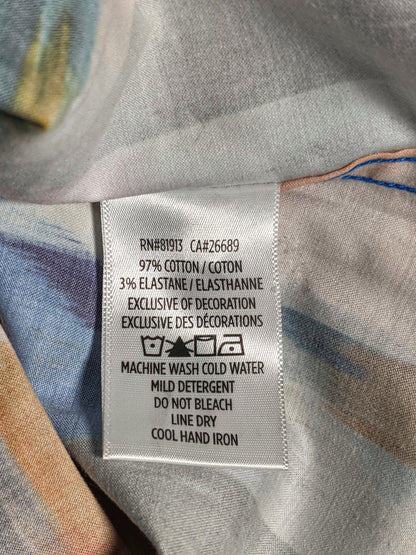 RN#81913 CA#26689
97% COTTON / COTON
3% ELASTANE / ELASTHANNE
EXCLUSIVE OF DECORATION
EXCLUSIVE DES DÉCORATIONS
MACHINE WASH COLD WATER
MILD DETERGENT
DO NOT BLEACH
LINE DRY
COOL HAND IRON